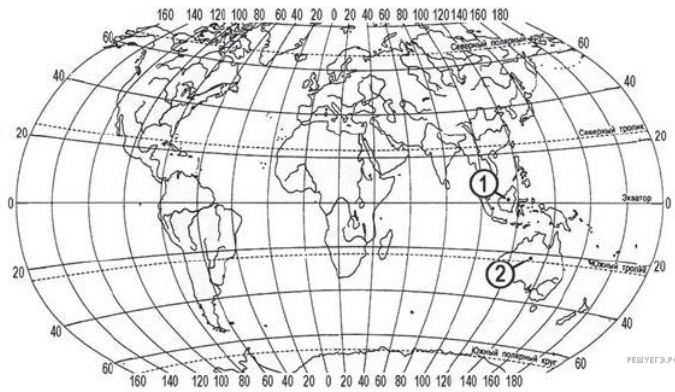 160 140 120 100 80 60 40 20 0 20 40 60 80 100 120 140 160 180
60 Северный полярный круг 60
40 40
20 Северный тропик 20
1
0 Экватор 0
20 Южный тропик 20
2
40 40
60 Южный полярный круг 60
160 140 120 100 80 60 40 20 0 20 40 60 80 100 120 140 160 180
РЕШУЕГЭ.РФ